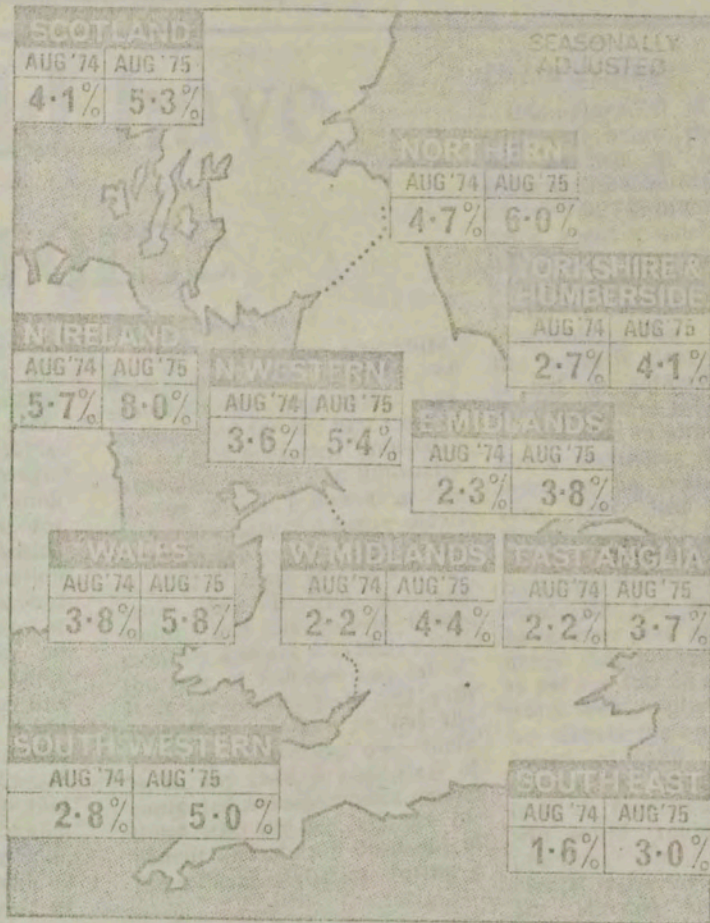 SCOTLAND
AUG '74 AUG '75
4·1% 5·3%
SEASONALLY
ADJUSTED
NORTHERN
AUG '74 AUG '75
4·7% 6·0%
YORKSHIRE &
HUMBERSIDE
AUG '74 AUG '75
2·7% 4·1%
N. IRELAND
AUG '74 AUG '75
5·7% 8·0%
N. WESTERN
AUG '74 AUG '75
3·6% 5·4%
E. MIDLANDS
AUG '74 AUG '75
2·3% 3·8%
WALES
AUG '74 AUG '75
3·8% 5·8%
W. MIDLANDS
AUG '74 AUG '75
2·2% 4·4%
EAST ANGLIA
AUG '74 AUG '75
2·2% 3·7%
SOUTH WESTERN
AUG '74 AUG '75
2·8% 5·0%
SOUTH EAST
AUG '74 AUG '75
1·6% 3·0%